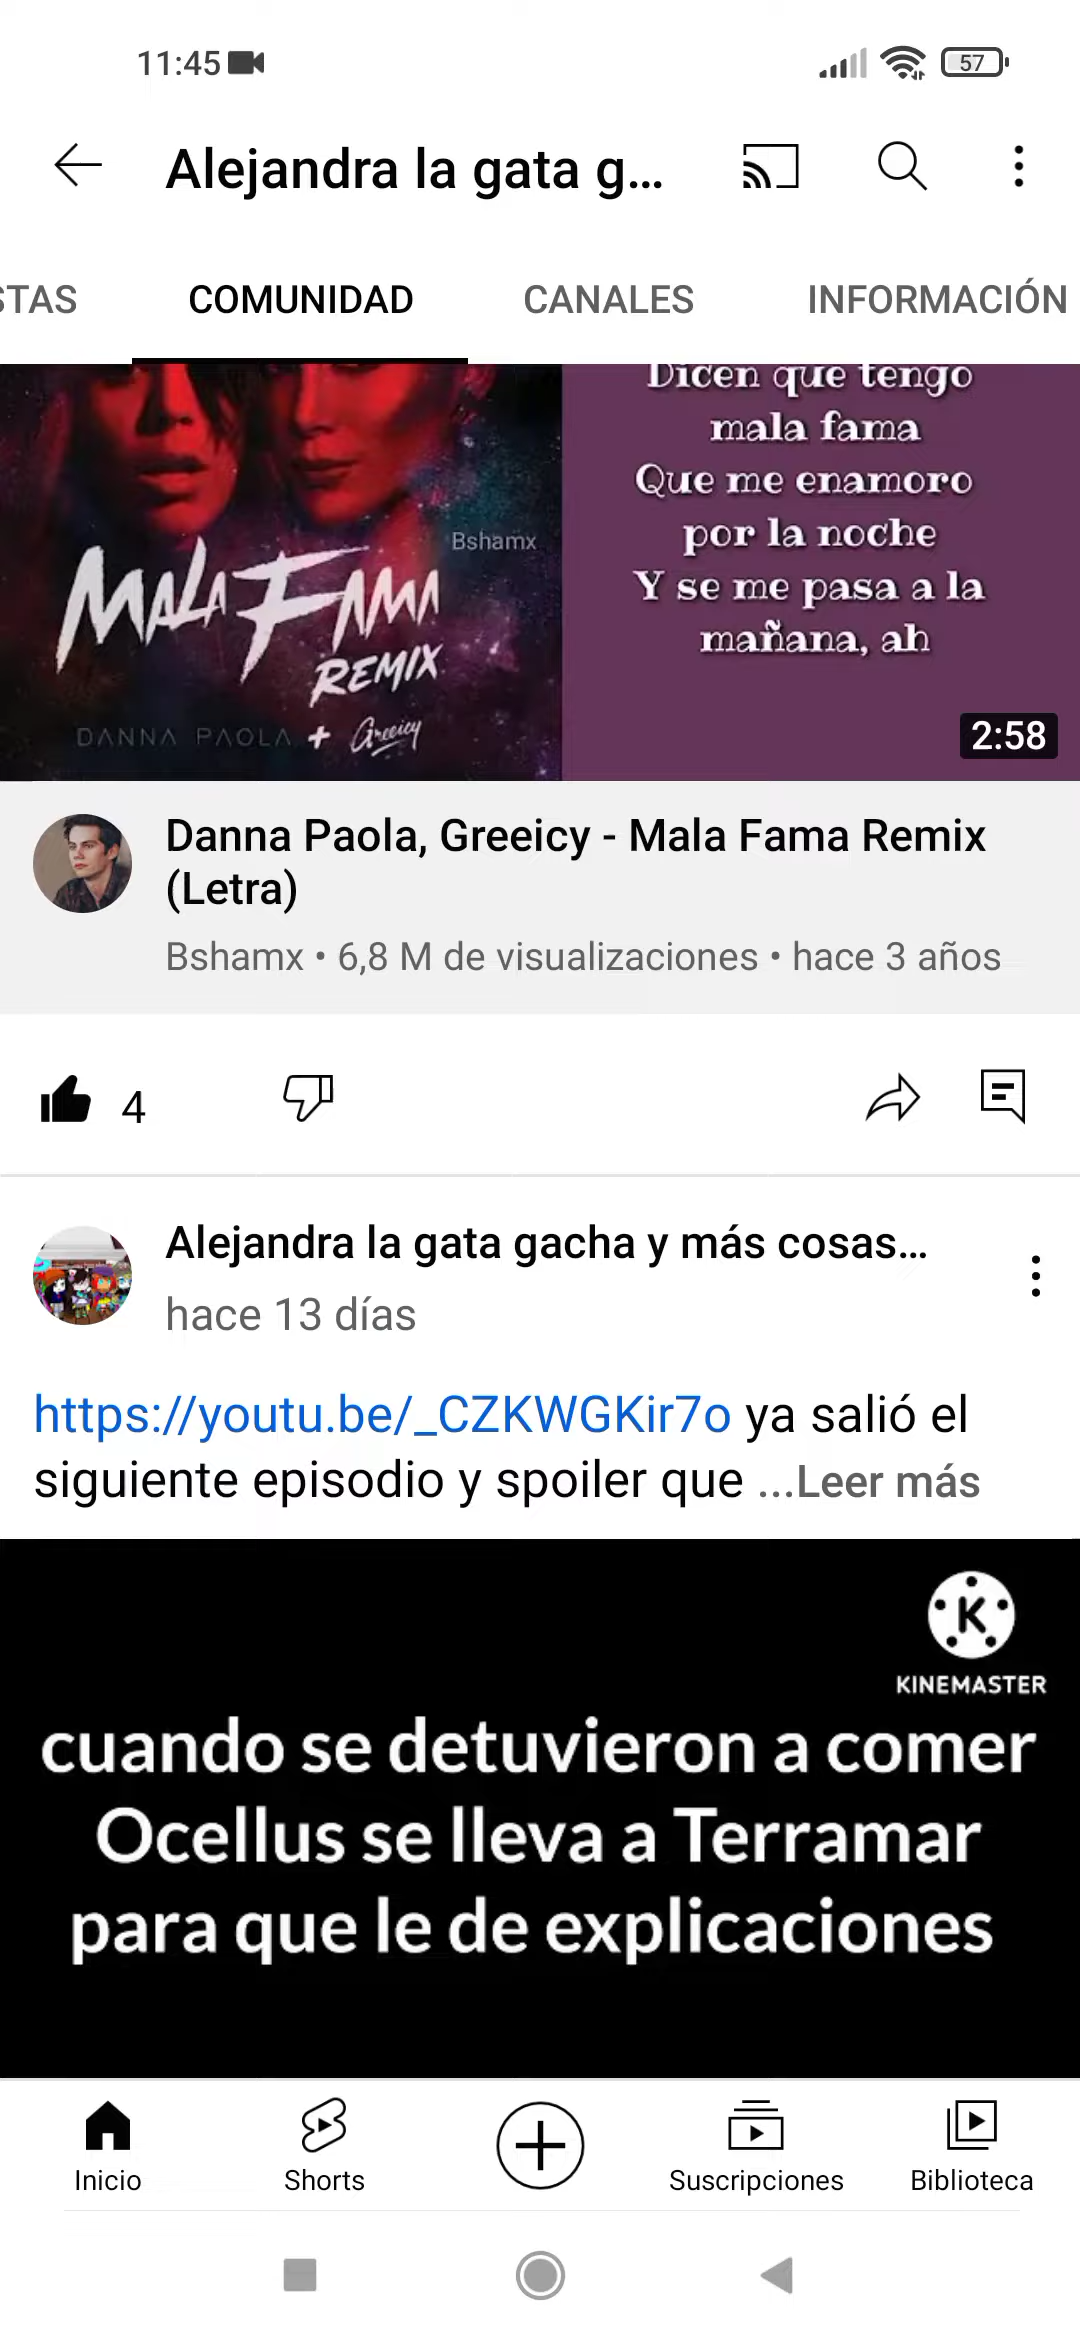 11:45
57
Alejandra la gata g...
STAS
COMUNIDAD
CANALES
INFORMACIÓN
MALA FAMA
REMIX
DANNA PAOLA + Greeicy
Bshamx
Dicen que tengo
mala fama
Que me enamoro
por la noche
Y se me pasa a la
mañana, ah
2:58
Danna Paola, Greeicy - Mala Fama Remix
(Letra)
Bshamx • 6,8 M de visualizaciones • hace 3 años
4
Alejandra la gata gacha y más cosas...
hace 13 días
https://youtu.be/_CZKWGKir7o ya salió el
siguiente episodio y spoiler que ...Leer más
K
KINEMASTER
cuando se detuvieron a comer
Ocellus se lleva a Terramar
para que le de explicaciones
Inicio
Shorts
Suscripciones
Biblioteca